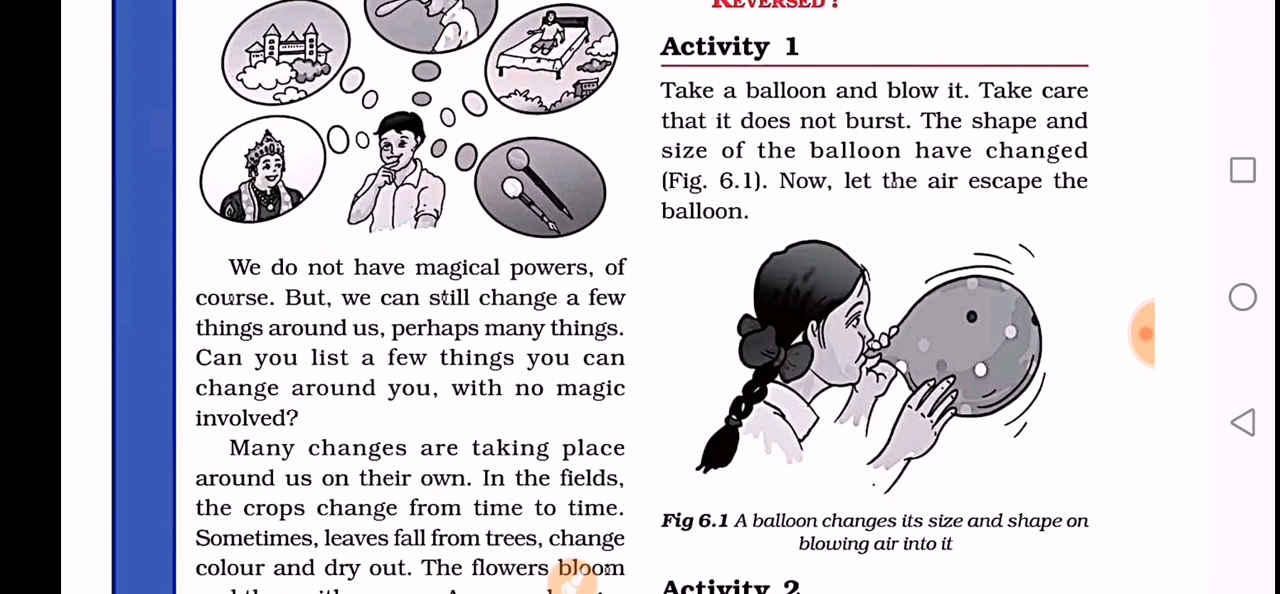 We do not have magical powers, of
course. But, we can still change a few
things around us, perhaps many things.
Can you list a few things you can
change around you, with no magic
involved?
Many changes are taking place
around us on their own. In the fields,
the crops change from time to time.
Sometimes, leaves fall from trees, change
colour and dry out. The flowers bloom
REVERSED?
Activity 1
Take a balloon and blow it. Take care
that it does not burst. The shape and
size of the balloon have changed
(Fig. 6.1). Now, let the air escape the
balloon.
Fig 6.1 A balloon changes its size and shape on
blowing air into it
Activity 2